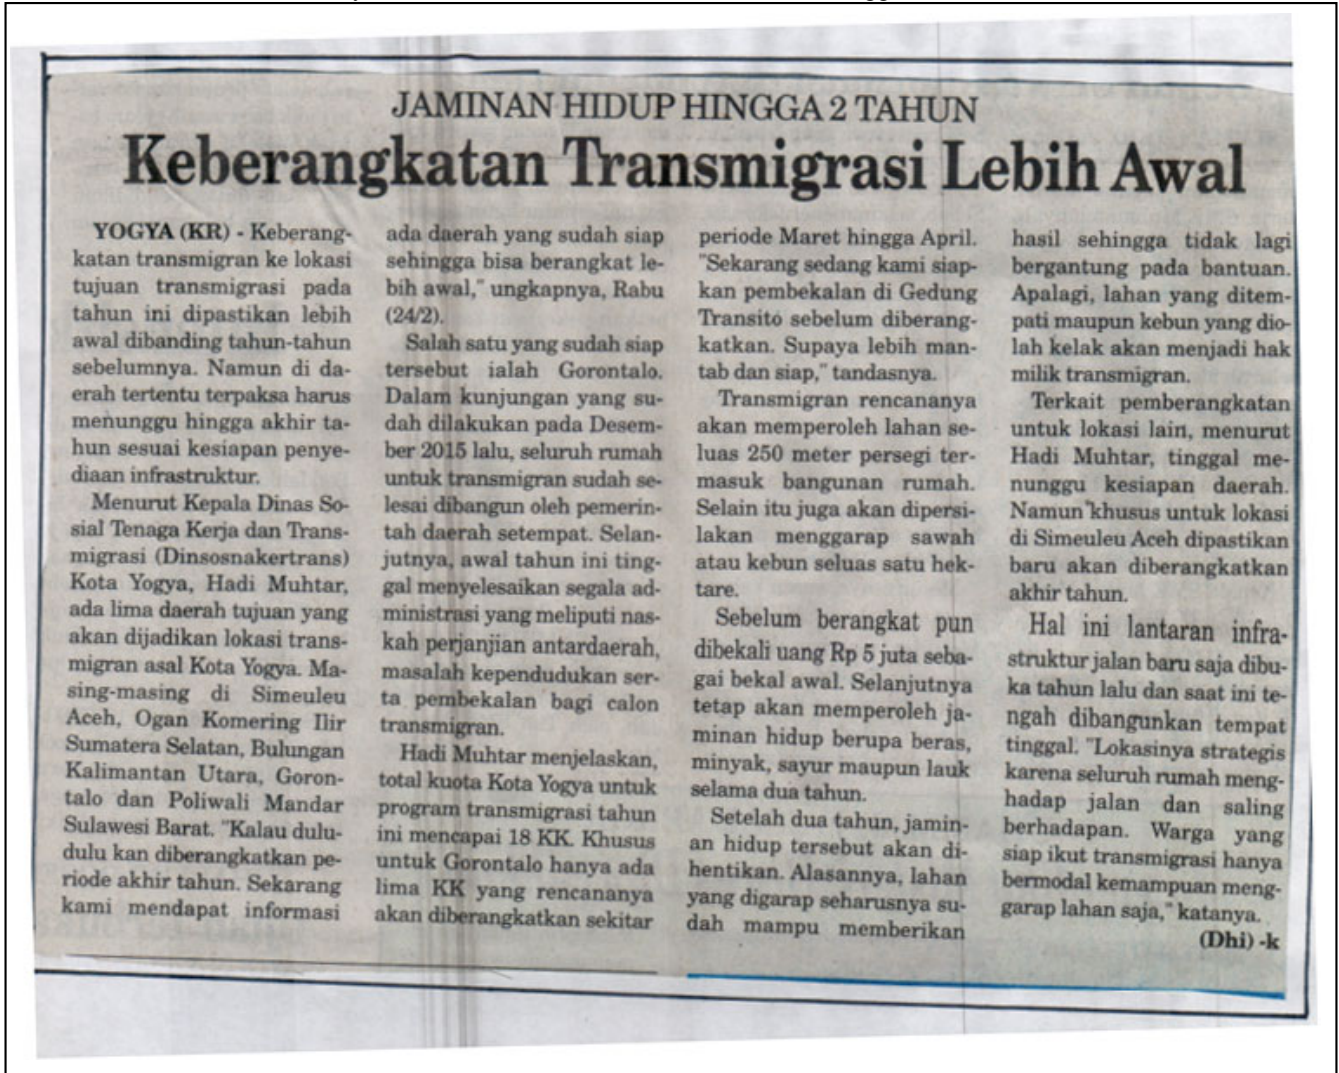 JAMINAN HIDUP HINGGA 2 TAHUN
Keberangkatan Transmigrasi Lebih Awal
YOGYA (KR) - Keberang-
katan transmigran ke lokasi
tujuan transmigrasi pada
tahun ini dipastikan lebih
awal dibanding tahun-tahun
sebelumnya. Namun di da-
erah tertentu terpaksa harus
menunggu hingga akhir ta-
hun sesuai kesiapan penye-
diaan infrastruktur.
Menurut Kepala Dinas So-
sial Tenaga Kerja dan Trans-
migrasi (Dinsosnakertrans)
Kota Yogya, Hadi Muhtar,
ada lima daerah tujuan yang
akan dijadikan lokasi trans-
migran asal Kota Yogya. Ma-
sing-masing di Simeuleu
Aceh, Ogan Komering Ilir
Sumatera Selatan, Bulungan
Kalimantan Utara, Goron-
talo dan Poliwali Mandar
Sulawesi Barat. "Kalau dulu-
dulu kan diberangkatkan pe-
riode akhir tahun. Sekarang
kami mendapat informasi
ada daerah yang sudah siap
sehingga bisa berangkat le-
bih awal," ungkapnya, Rabu
(24/2).
Salah satu yang sudah siap
tersebut ialah Gorontalo.
Dalam kunjungan yang su-
dah dilakukan pada Desem-
ber 2015 lalu, seluruh rumah
untuk transmigran sudah se-
lesai dibangun oleh pemerin-
tah daerah setempat. Selan-
jutnya, awal tahun ini ting-
gal menyelesaikan segala ad-
ministrasi yang meliputi nas-
kah perjanjian antardaerah,
masalah kependudukan ser-
ta pembekalan bagi calon
transmigran.
Hadi Muhtar menjelaskan,
total kuota Kota Yogya untuk
program transmigrasi tahun
ini mencapai 18 KK. Khusus
untuk Gorontalo hanya ada
lima KK yang rencananya
akan diberangkatkan sekitar
periode Maret hingga April.
"Sekarang sedang kami siap-
kan pembekalan di Gedung
Transito sebelum diberang-
katkan. Supaya lebih man-
tab dan siap," tandasnya.
Transmigran rencananya
akan memperoleh lahan se-
luas 250 meter persegi ter-
masuk bangunan rumah.
Selain itu juga akan dipersi-
lakan menggarap sawah
atau kebun seluas satu hek-
tare.
Sebelum berangkat pun
dibekali uang Rp 5 juta seba-
gai bekal awal. Selanjutnya
tetap akan memperoleh ja-
minan hidup berupa beras,
minyak, sayur maupun lauk
selama dua tahun.
Setelah dua tahun, jamin-
an hidup tersebut akan di-
hentikan. Alasannya, lahan
yang digarap seharusnya su-
dah mampu memberikan
hasil sehingga tidak lagi
bergantung pada bantuan.
Apalagi, lahan yang ditem-
pati maupun kebun yang dio-
lah kelak akan menjadi hak
milik transmigran.
Terkait pemberangkatan
untuk lokasi lain, menurut
Hadi Muhtar, tinggal me-
nunggu kesiapan daerah.
Namun khusus untuk lokasi
di Simeuleu Aceh dipastikan
baru akan diberangkatkan
akhir tahun.
Hal ini lantaran infra-
struktur jalan baru saja dibu-
ka tahun lalu dan saat ini te-
ngah dibangunkan tempat
tinggal. "Lokasinya strategis
karena seluruh rumah meng-
hadap jalan dan saling
berhadapan. Warga yang
siap ikut transmigrasi hanya
bermodal kemampuan meng-
garap lahan saja," katanya.
(Dhi) -k